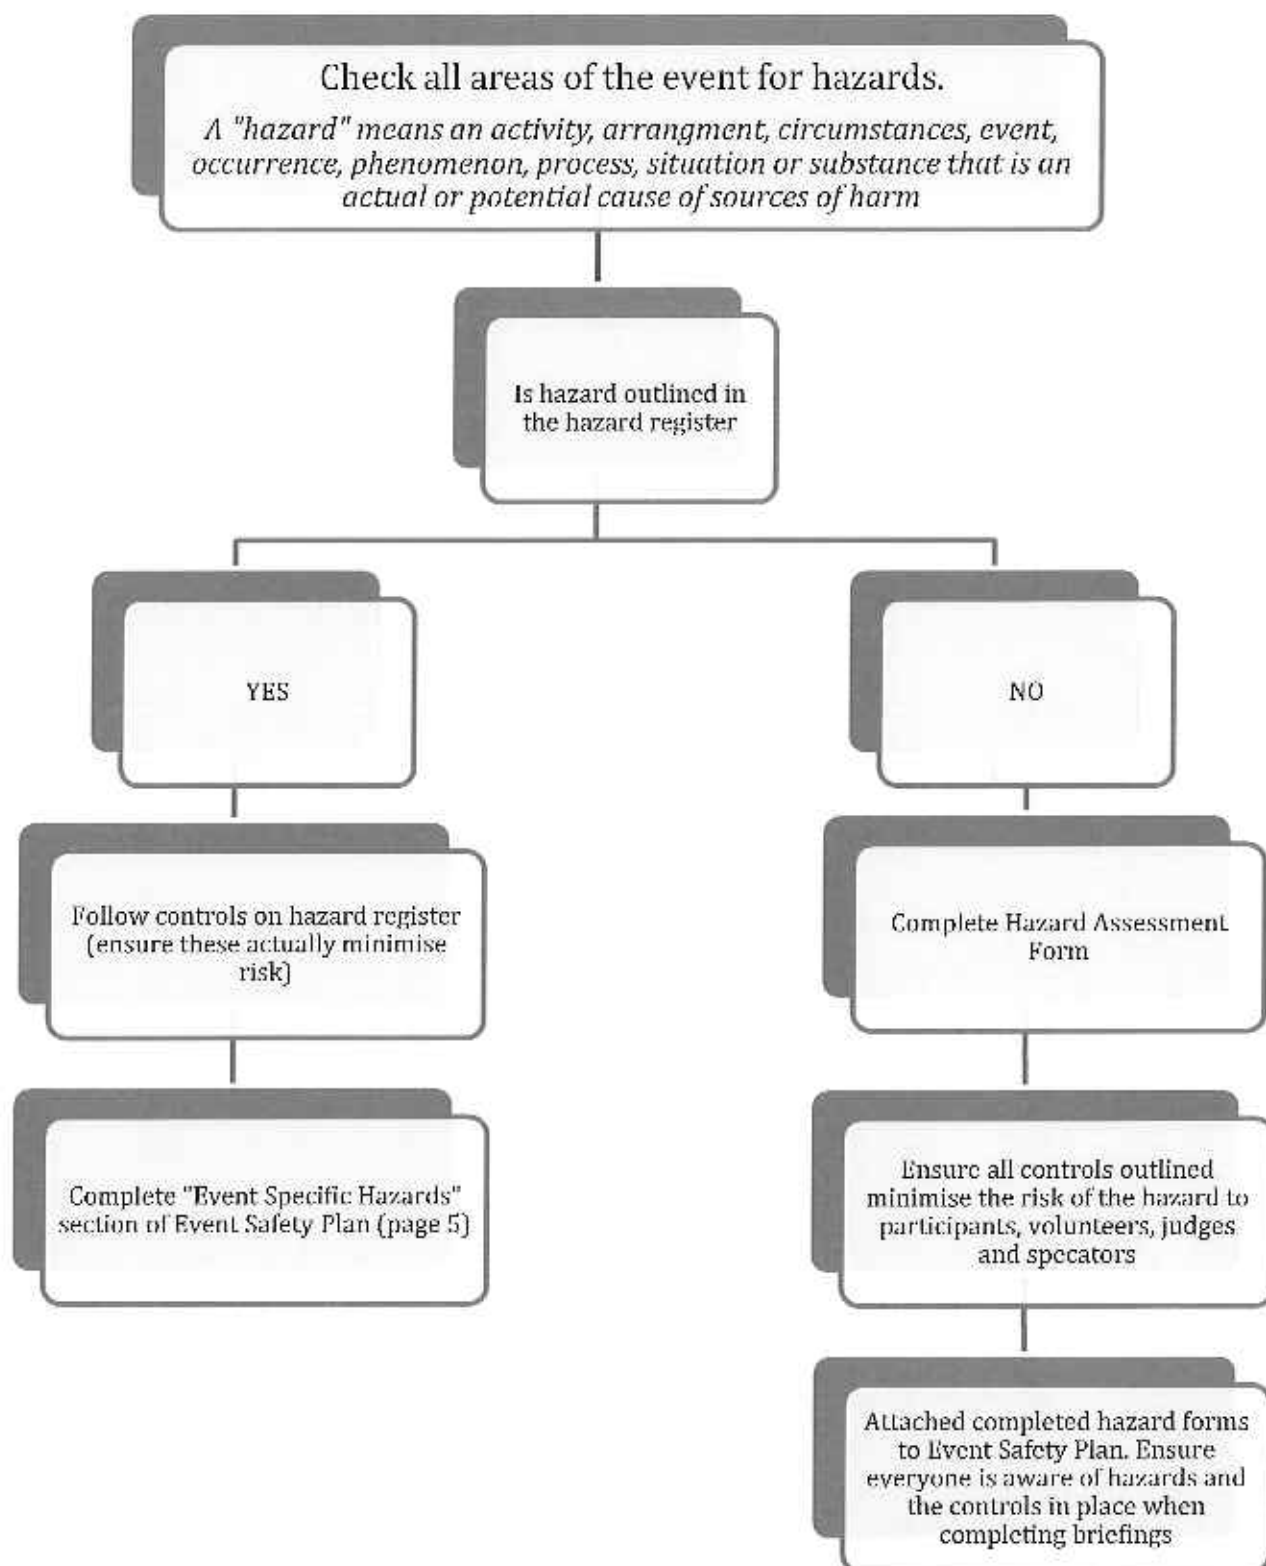 Check all areas of the event for hazards.
A "hazard" means an activity, arrangment, circumstances, event,
occurrence, phenomenon, process, situation or substance that is an
actual or potential cause of sources of harm
Is hazard outlined in
the hazard register
YES
NO
Follow controls on hazard register
(ensure these actually minimise
risk)
Complete Hazard Assessment
Form
Complete "Event Specific Hazards"
section of Event Safety Plan (page 5)
Ensure all controls outlined
minimise the risk of the hazard to
participants, volunteers, judges
and specators
Attached completed hazard forms
to Event Safety Plan. Ensure
everyone is aware of hazards and
the controls in place when
completing briefings